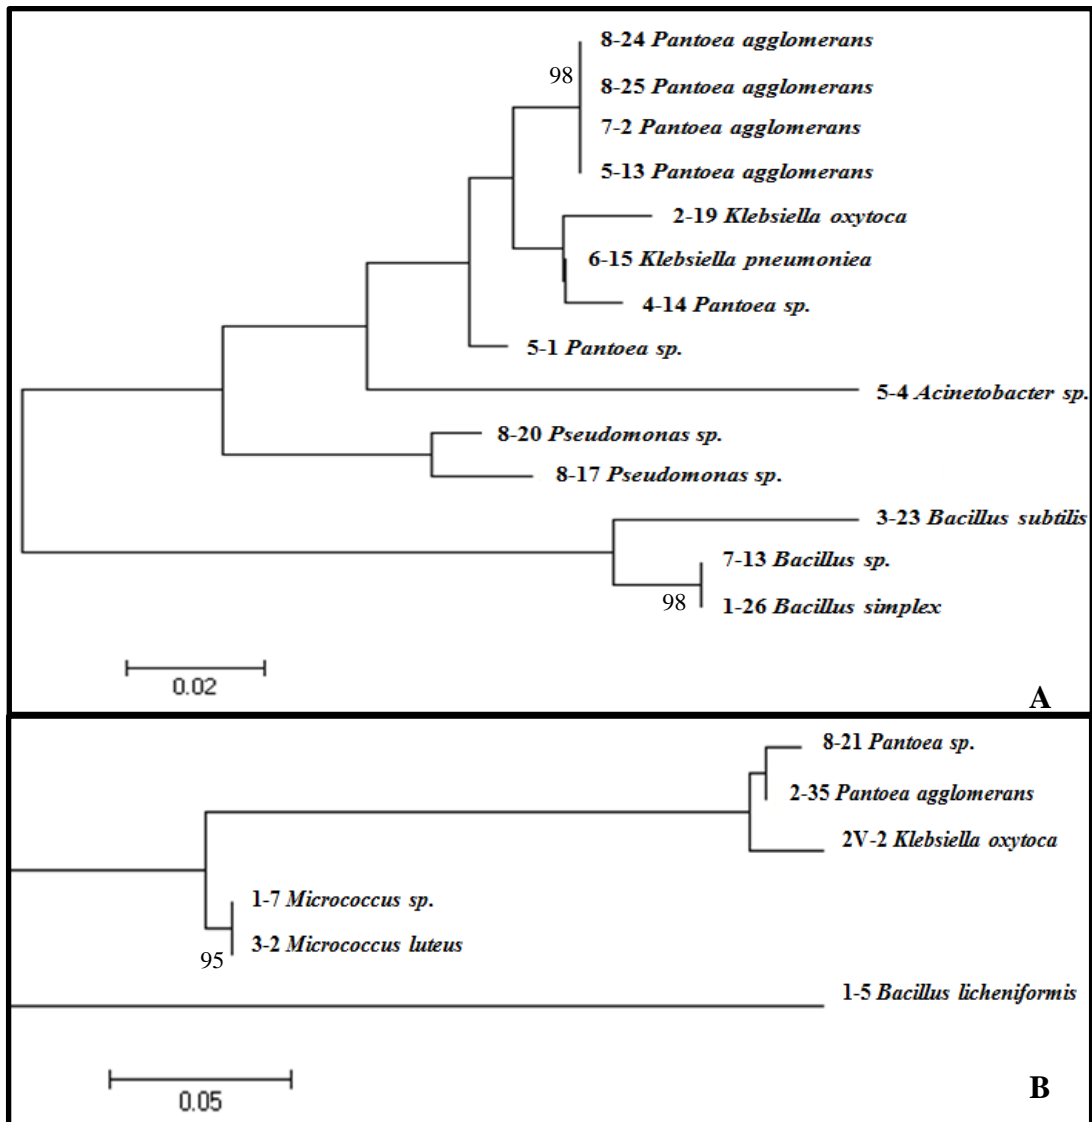 8-24 Pantoea agglomerans
98
8-25 Pantoea agglomerans
7-2 Pantoea agglomerans
5-13 Pantoea agglomerans
2-19 Klebsiella oxytoca
6-15 Klebsiella pneumoniea
4-14 Pantoea sp.
5-1 Pantoea sp.
5-4 Acinetobacter sp.
8-20 Pseudomonas sp.
8-17 Pseudomonas sp.
3-23 Bacillus subtilis
7-13 Bacillus sp.
98
1-26 Bacillus simplex
0.02
A
8-21 Pantoea sp.
2-35 Pantoea agglomerans
2V-2 Klebsiella oxytoca
1-7 Micrococcus sp.
3-2 Micrococcus luteus
95
1-5 Bacillus licheniformis
0.05
B